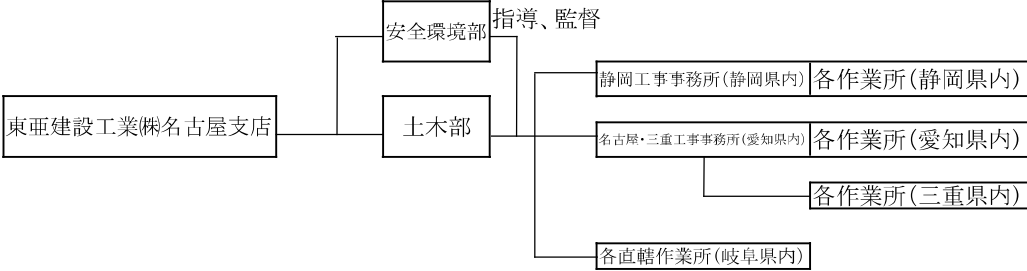 安全環境部
指導、監督
静岡工事事務所(静岡県内)
各作業所(静岡県内)
東亜建設工業㈱名古屋支店
土木部
名古屋・三重工事事務所(愛知県内)
各作業所(愛知県内)
各作業所(三重県内)
各直轄作業所(岐阜県内)